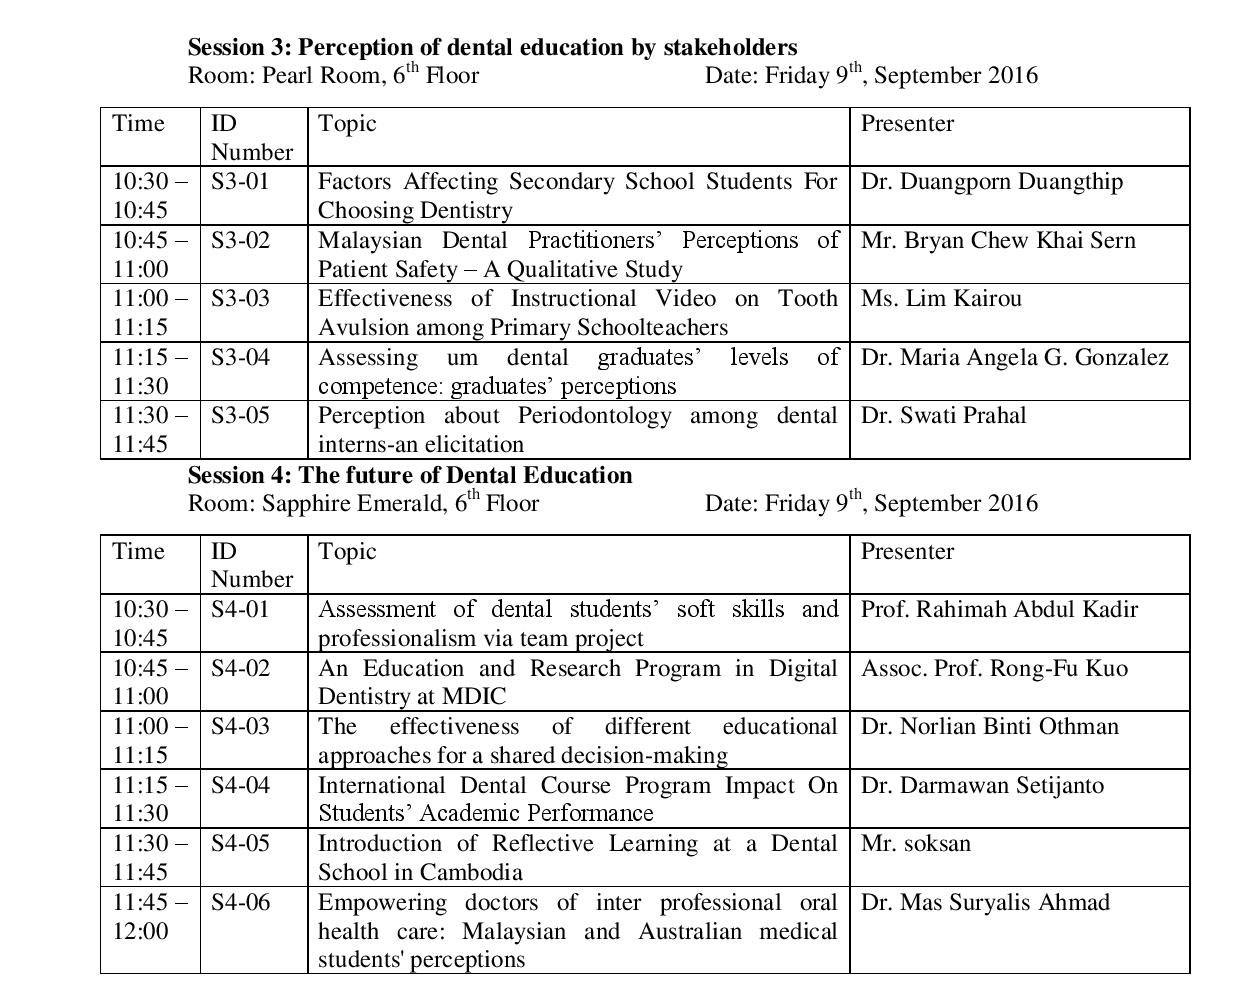 Session 3: Perception of dental education by stakeholders
Room: Pearl Room, 6th Floor Date: Friday 9th, September 2016
Time ID Number Topic Presenter
10:30 – S3-01 Factors Affecting Secondary School Students For Dr. Duangporn Duangthip
10:45 Choosing Dentistry
10:45 – S3-02 Malaysian Dental Practitioners’ Perceptions of Mr. Bryan Chew Khai Sern
11:00 Patient Safety – A Qualitative Study
11:00 – S3-03 Effectiveness of Instructional Video on Tooth Ms. Lim Kairou
11:15 Avulsion among Primary Schoolteachers
11:15 – S3-04 Assessing um dental graduates’ levels of Dr. Maria Angela G. Gonzalez
11:30 competence: graduates’ perceptions
11:30 – S3-05 Perception about Periodontology among dental Dr. Swati Prahal
11:45 interns-an elicitation
Session 4: The future of Dental Education
Room: Sapphire Emerald, 6th Floor Date: Friday 9th, September 2016
Time ID Number Topic Presenter
10:30 – S4-01 Assessment of dental students’ soft skills and Prof. Rahimah Abdul Kadir
10:45 professionalism via team project
10:45 – S4-02 An Education and Research Program in Digital Assoc. Prof. Rong-Fu Kuo
11:00 Dentistry at MDIC
11:00 – S4-03 The effectiveness of different educational Dr. Norlian Binti Othman
11:15 approaches for a shared decision-making
11:15 – S4-04 International Dental Course Program Impact On Dr. Darmawan Setijanto
11:30 Students’ Academic Performance
11:30 – S4-05 Introduction of Reflective Learning at a Dental Mr. soksan
11:45 School in Cambodia
11:45 – S4-06 Empowering doctors of inter professional oral Dr. Mas Suryalis Ahmad
12:00 health care: Malaysian and Australian medical
students' perceptions